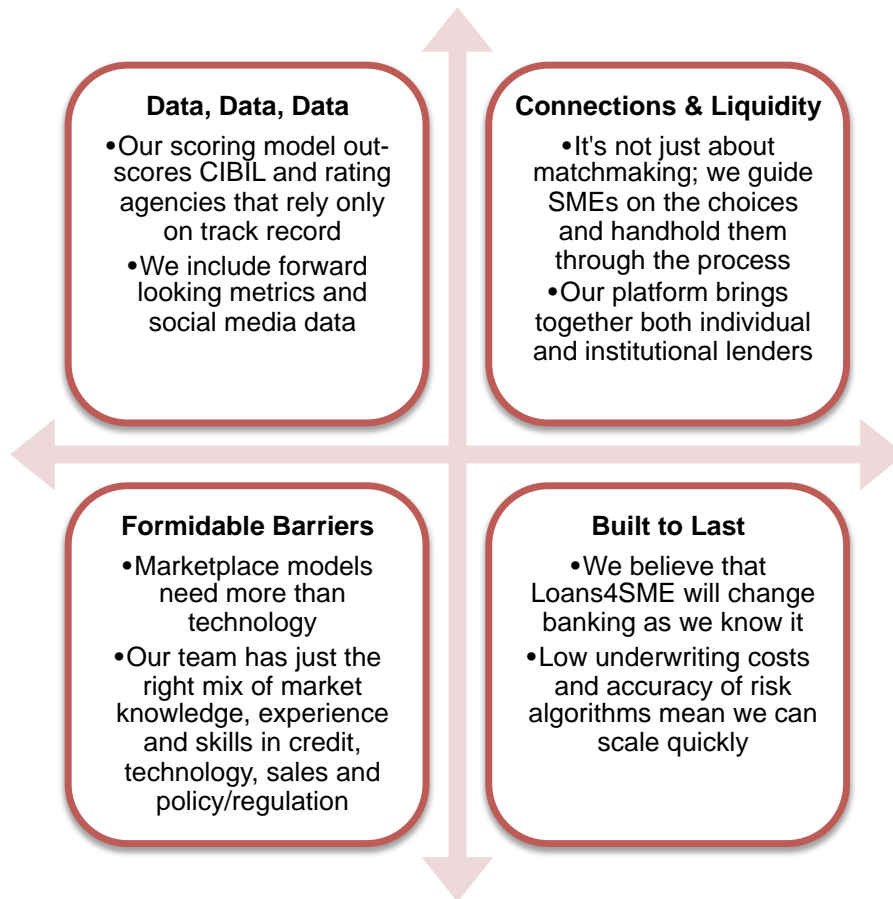 Data, Data, Data
•Our scoring model out-
scores CIBIL and rating
agencies that rely only
on track record
•We include forward
looking metrics and
social media data
Connections & Liquidity
•It's not just about
matchmaking; we guide
SMEs on the choices
and handhold them
through the process
•Our platform brings
together both individual
and institutional lenders
Formidable Barriers
•Marketplace models
need more than
technology
•Our team has just the
right mix of market
knowledge, experience
and skills in credit,
technology, sales and
policy/regulation
Built to Last
•We believe that
Loans4SME will change
banking as we know it
•Low underwriting costs
and accuracy of risk
algorithms mean we can
scale quickly